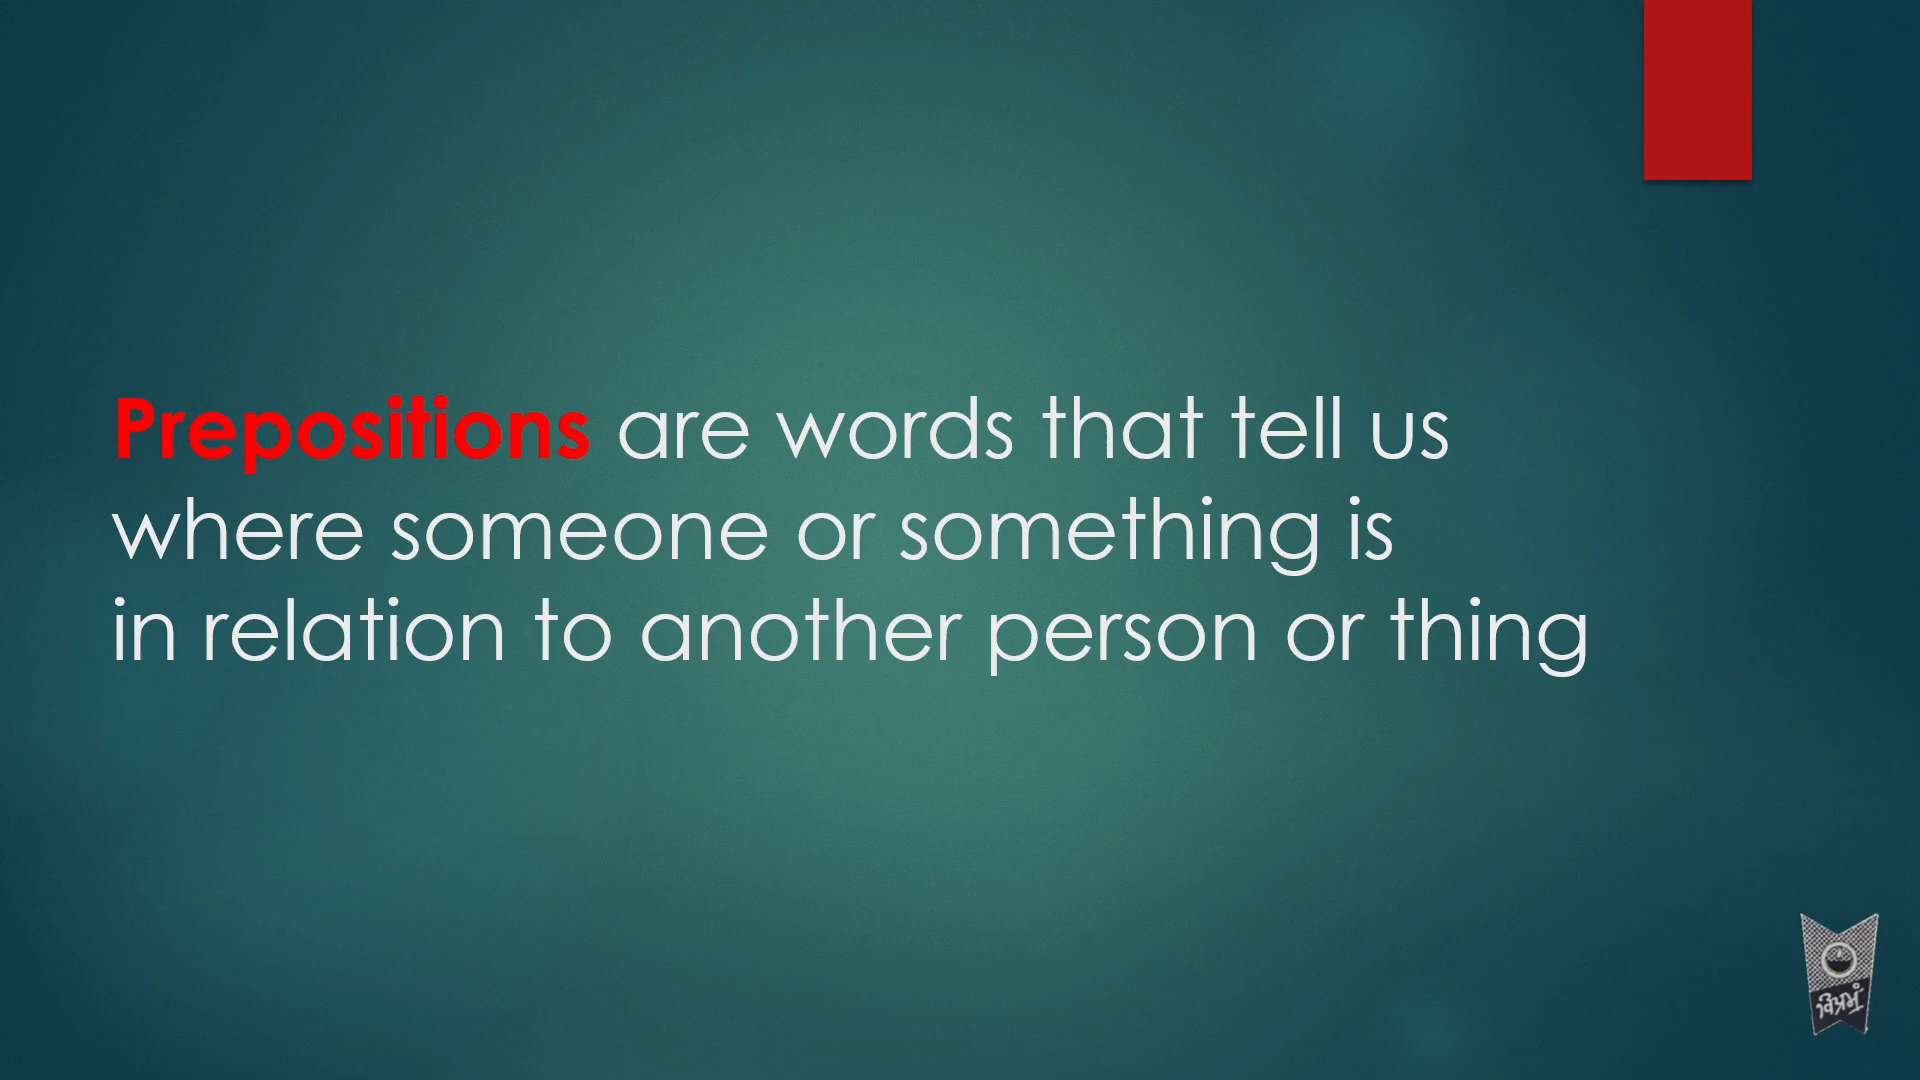 Prepositions are words that tell us
where someone or something is
in relation to another person or thing